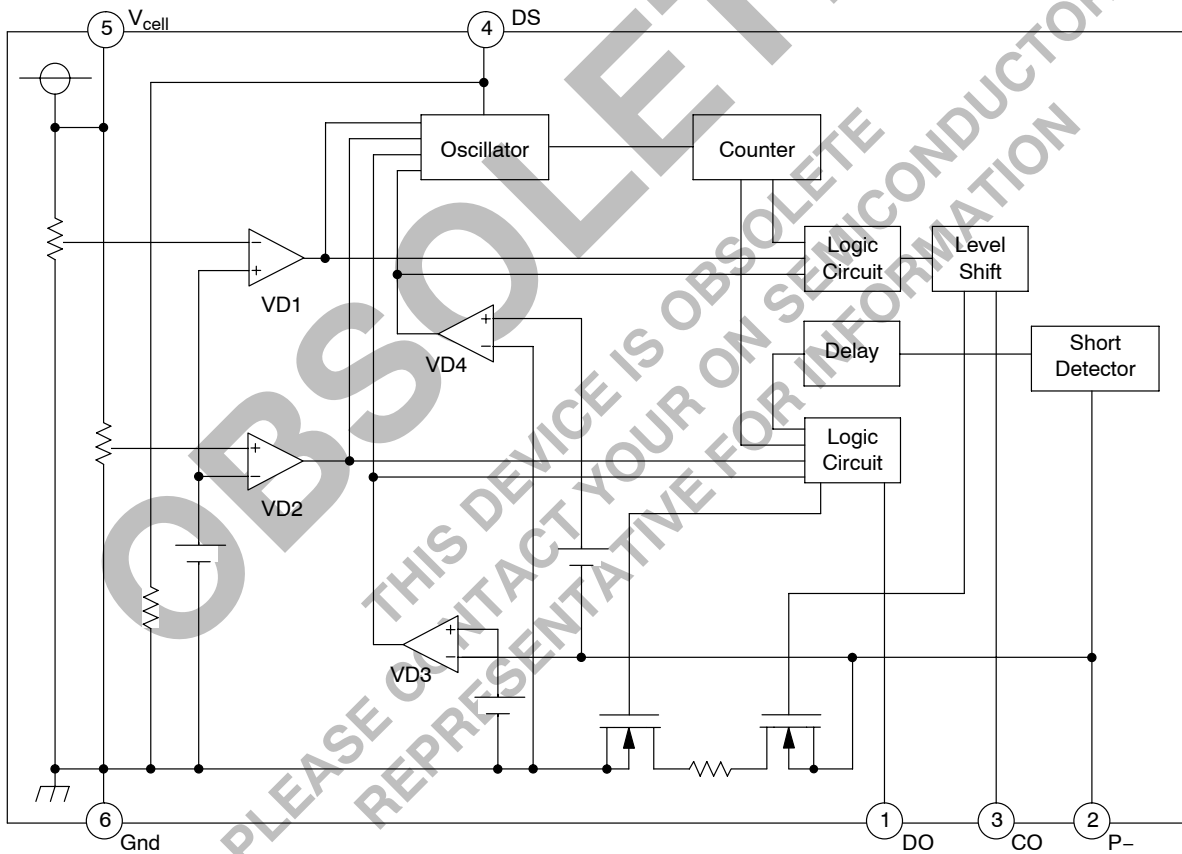 5 Vcell
4 DS
Oscillator
Counter
− +
VD1
Logic Circuit
Level Shift
+ −
VD4
Delay
Short Detector
+ −
VD2
Logic Circuit
+ −
VD3
6 Gnd
1 DO
3 CO
2 P−
OBSOLET
THIS DEVICE IS OBSOLETE
PLEASE CONTACT YOUR ON SEMICONDUCTOR
REPRESENTATIVE FOR INFORMATION